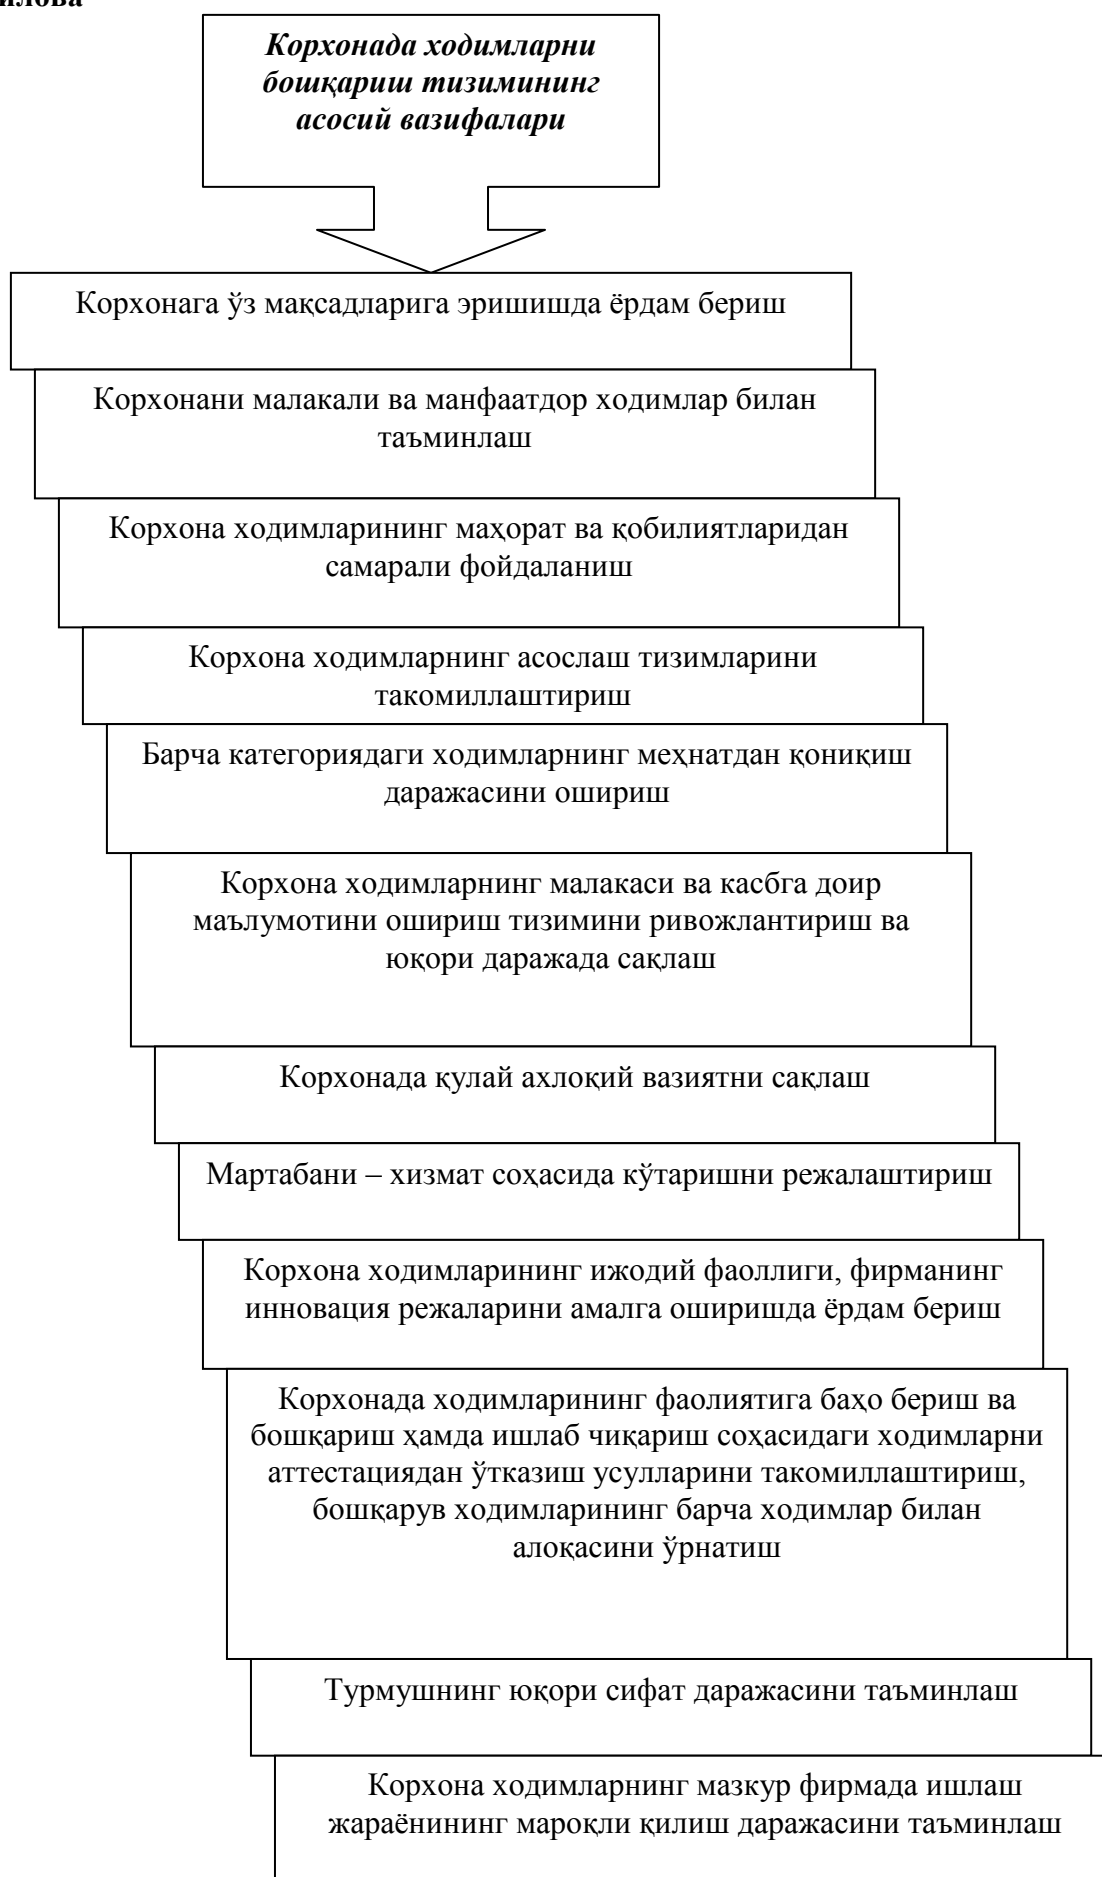 Корхонада ходимларни
бошқариш тизимининг
асосий вазифалари
Корхонага ўз мақсадларига эришишда ёрдам бериш
Корхонани малакали ва манфаатдор ходимлар билан
таъминлаш
Корхона ходимларининг маҳорат ва қобилиятларидан
самарали фойдаланиш
Корхона ходимларнинг асослаш тизимларини
такомиллаштириш
Барча категориядаги ходимларнинг меҳнатдан қониқиш
даражасини ошириш
Корхона ходимларнинг малакаси ва касбга доир
маълумотини ошириш тизимини ривожлантириш ва
юқори даражада сақлаш
Корхонада қулай ахлоқий вазиятни сақлаш
Мартабани – хизмат соҳасида кўтаришни режалаштириш
Корхона ходимларининг ижодий фаоллиги, фирманинг
инновация режаларини амалга оширишда ёрдам бериш
Корхонада ходимларининг фаолиятига баҳо бериш ва
бошқариш ҳамда ишлаб чиқариш соҳасидаги ходимларни
аттестациядан ўтказиш усулларини такомиллаштириш,
бошқарув ходимларининг барча ходимлар билан
алоқасини ўрнатиш
Турмушнинг юқори сифат даражасини таъминлаш
Корхона ходимларнинг мазкур фирмада ишлаш
жараёнининг мароқли қилиш даражасини таъминлаш